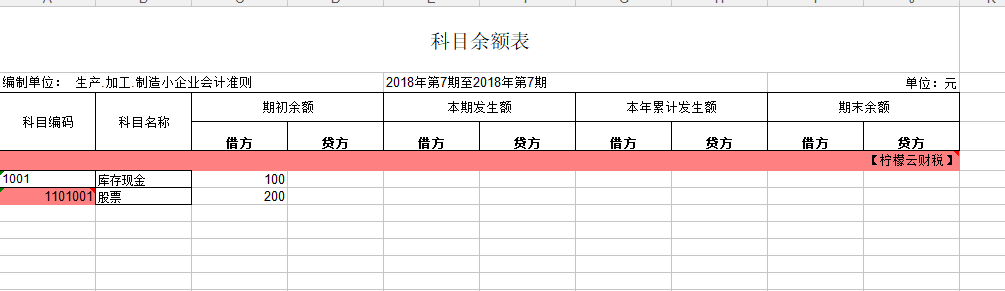 科目余额表
编制单位： 生产.加工.制造小企业会计准则 2018年第7期至2018年第7期 单位：元
科目编码 科目名称 期初余额 本期发生额 本年累计发生额 期末余额
借方 贷方 借方 贷方 借方 贷方 借方 贷方
【柠檬云财税】
1001 库存现金 100
1101001 股票 200